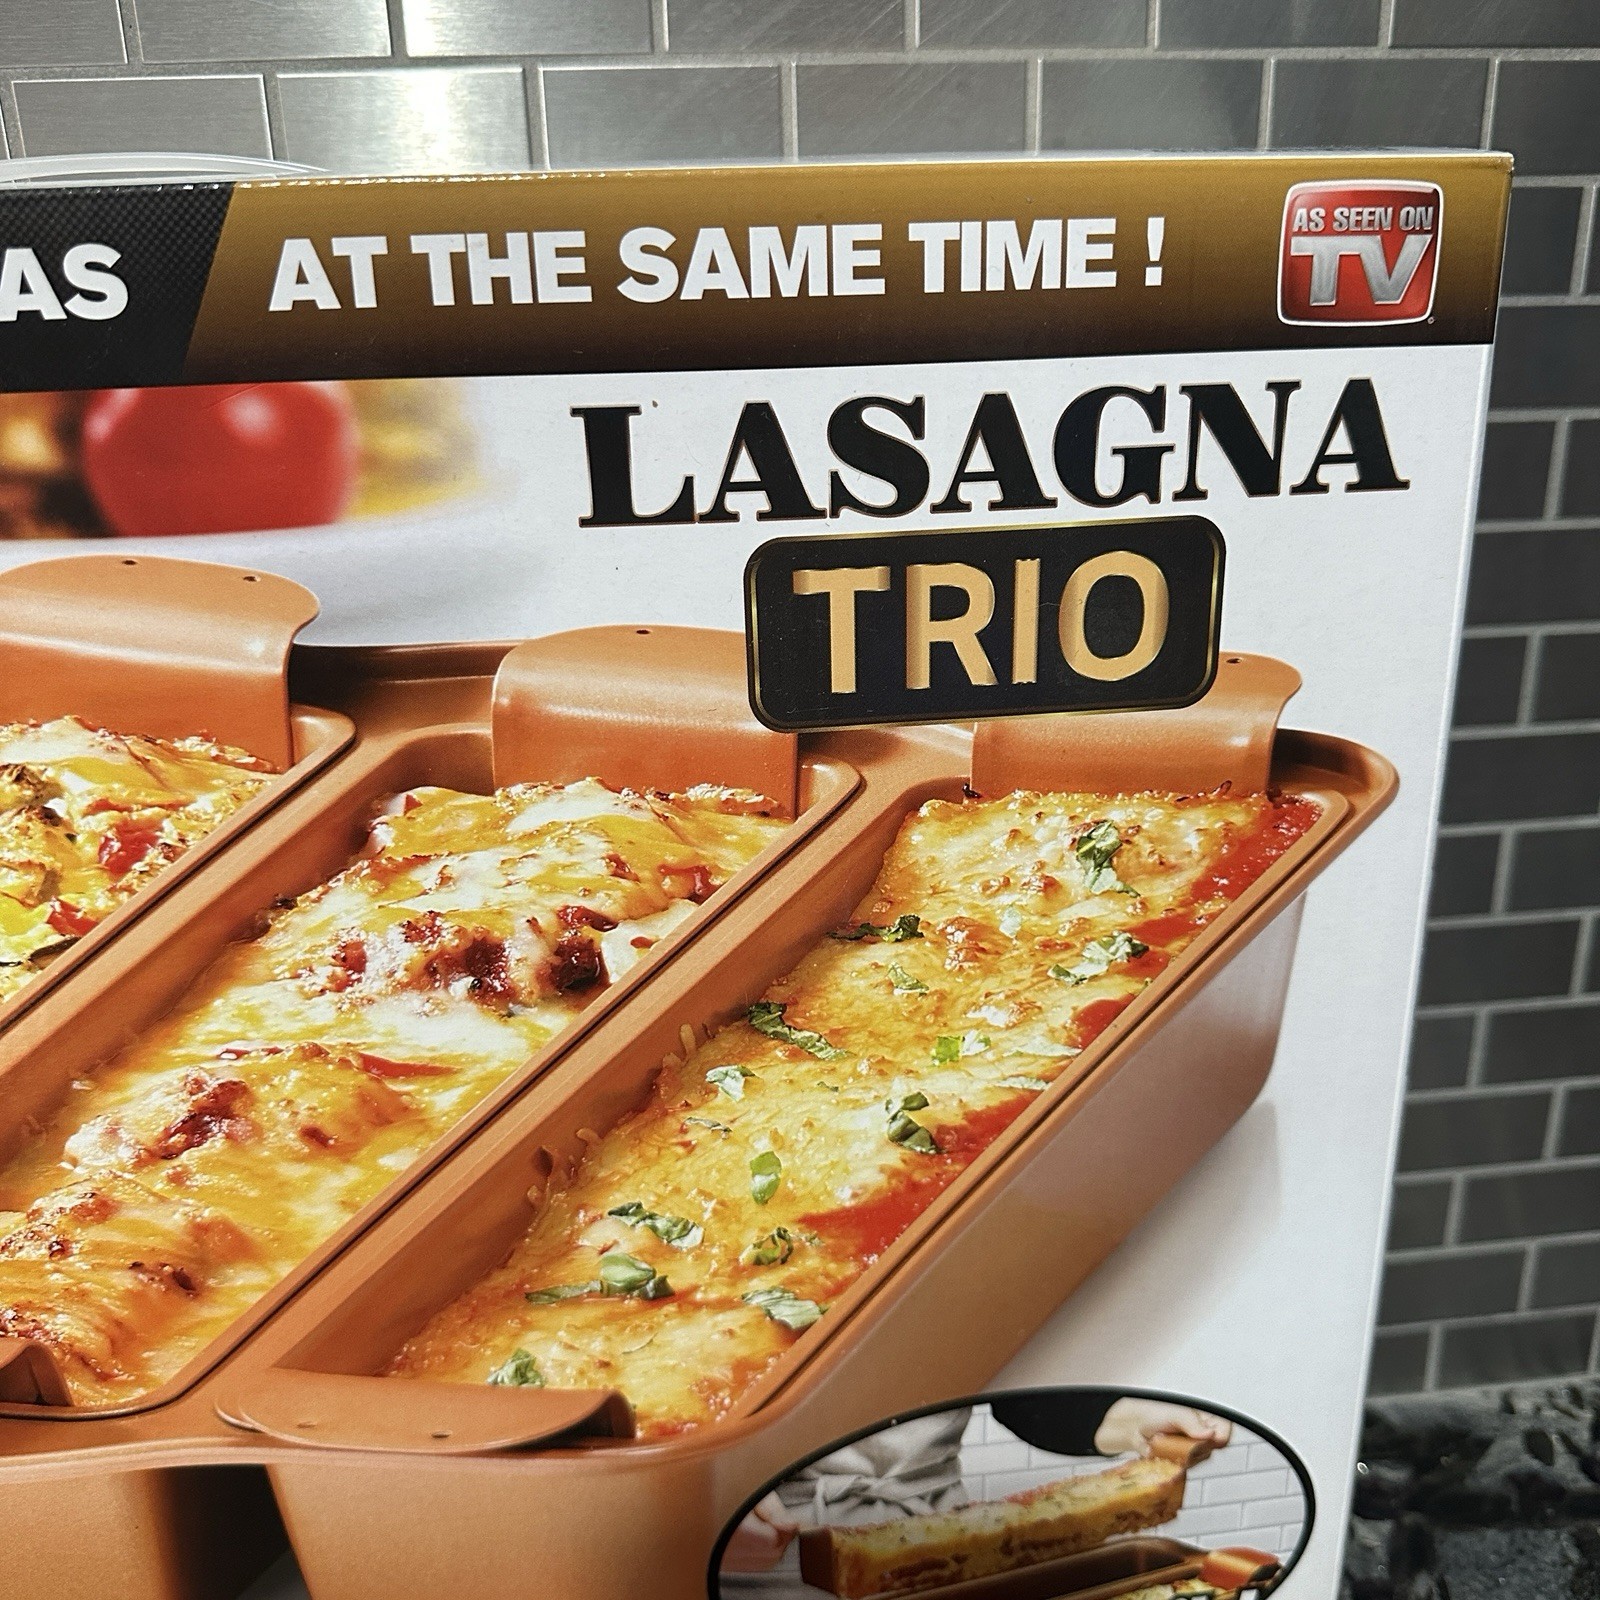 AS AT THE SAME TIME !
AS SEEN ON
TV
LASAGNA
TRIO